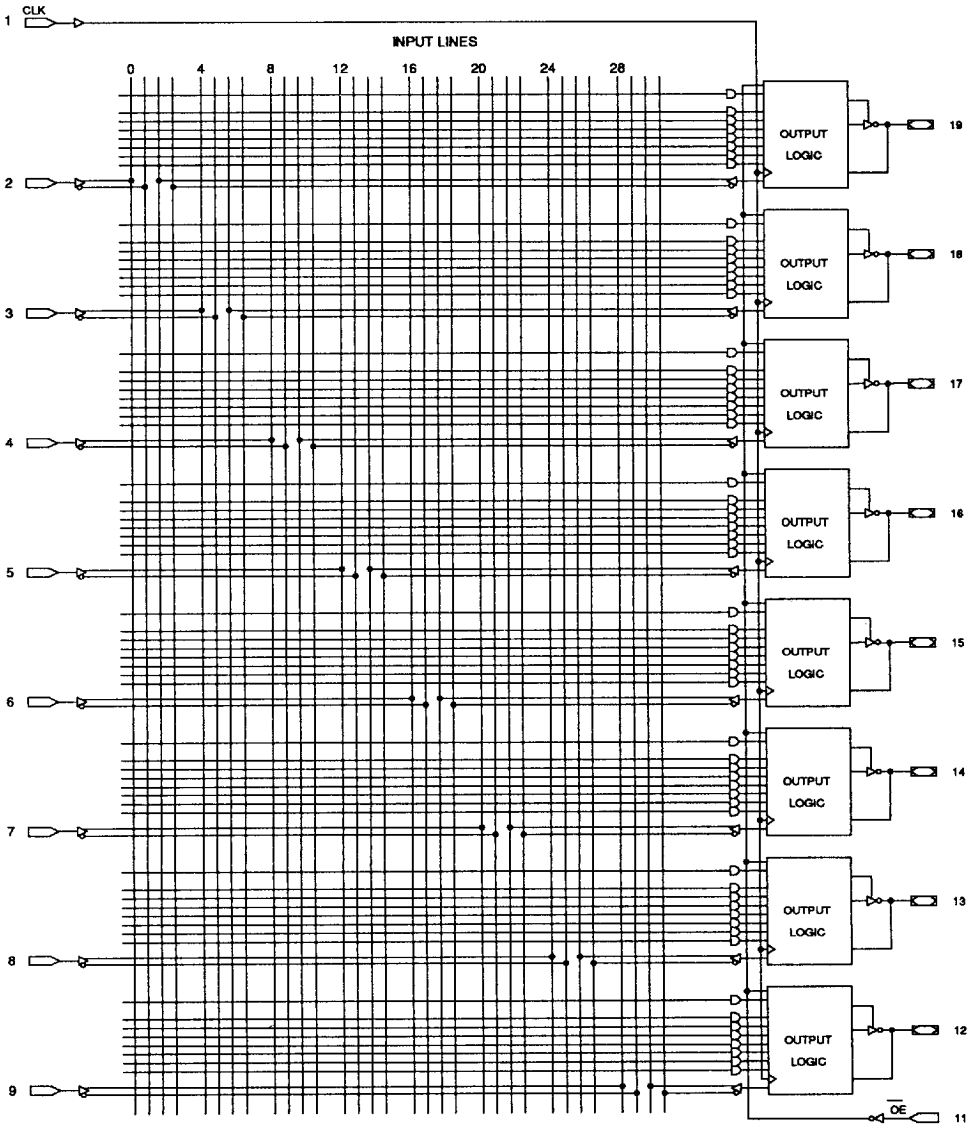 CLK
1
INPUT LINES
0 4 8 12 16 20 24 28
OUTPUT
LOGIC
19
2
OUTPUT
LOGIC
18
3
OUTPUT
LOGIC
17
4
OUTPUT
LOGIC
16
5
OUTPUT
LOGIC
15
6
OUTPUT
LOGIC
14
7
OUTPUT
LOGIC
13
8
OUTPUT
LOGIC
12
9
OE
11